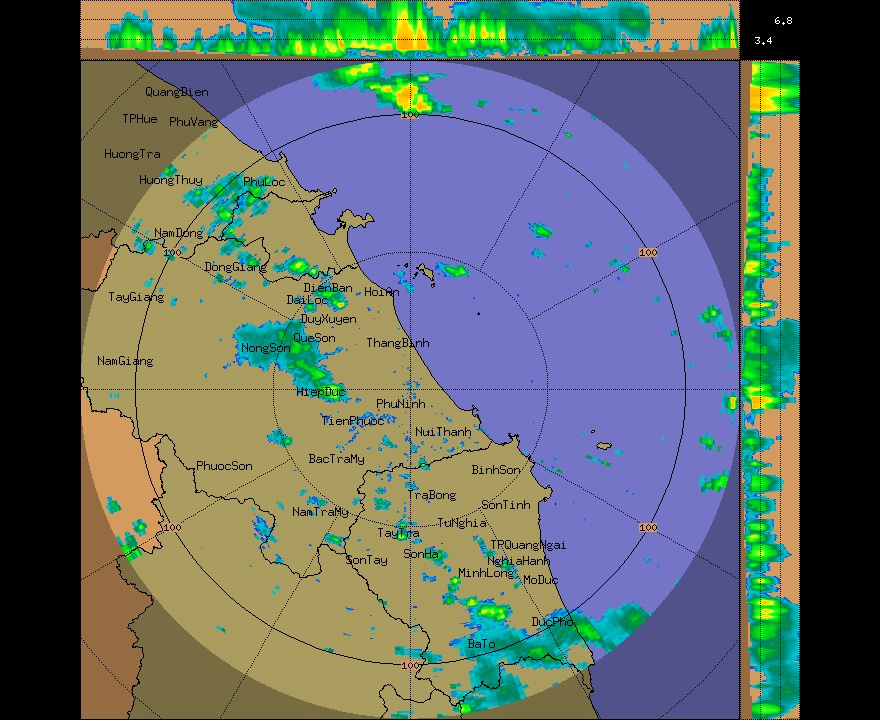 6.8
3.4
QuangDien
100
TPHue PhuVang
HuongTra
HuongThuy PhuLoc
NamDong
100 100
DongGiang
DienBan HoiAn
TayGiang DaiLoc
DuyXuyen
QueSon
NongSon ThangBinh
NamGiang
HiepDuc
PhuNinh
TienPhuoc
NuiThanh
BacTraMy
PhuocSon BinhSon
TraBong
SonTinh
NamTraMy
TuNghia
100 100
TayTra
TPQuangNgai
SonHa
SonTay NghiaHanh
MinhLong
MoDuc
DucPho
BaTo
100